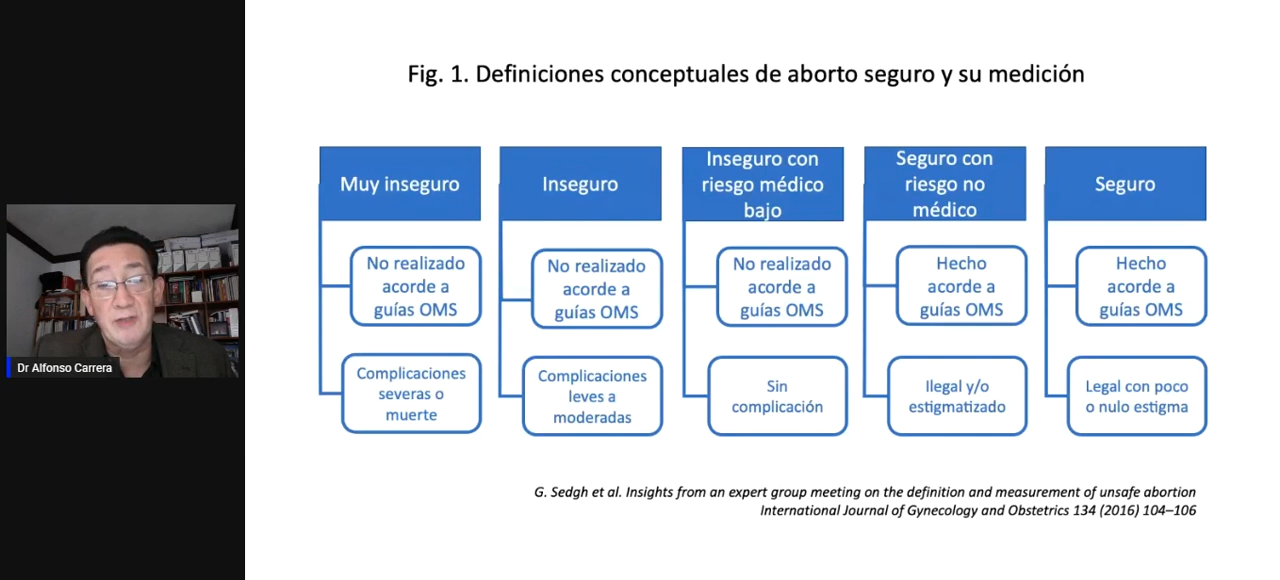 Fig. 1. Definiciones conceptuales de aborto seguro y su medición
Muy inseguro
No realizado
acorde a
guías OMS
Complicaciones
severas o
muerte
Inseguro
No realizado
acorde a
guías OMS
Complicaciones
leves a
moderadas
Inseguro con
riesgo médico
bajo
No realizado
acorde a
guías OMS
Sin
complicación
Seguro con
riesgo no
médico
Hecho
acorde a
guías OMS
Ilegal y/o
estigmatizado
Seguro
Hecho
acorde a
guías OMS
Legal con poco
o nulo estigma
G. Sedgh et al. Insights from an expert group meeting on the definition and measurement of unsafe abortion
International Journal of Gynecology and Obstetrics 134 (2016) 104–106
Dr Alfonso Carrera